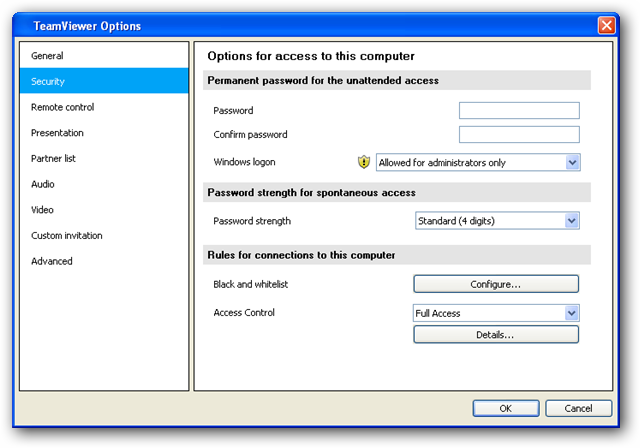 TeamViewer Options
General
Security
Remote control
Presentation
Partner list
Audio
Video
Custom invitation
Advanced
Options for access to this computer
Permanent password for the unattended access
Password
Confirm password
Windows logon
Allowed for administrators only
Password strength for spontaneous access
Password strength
Standard (4 digits)
Rules for connections to this computer
Black and whitelist
Configure...
Access Control
Full Access
Details...
OK
Cancel